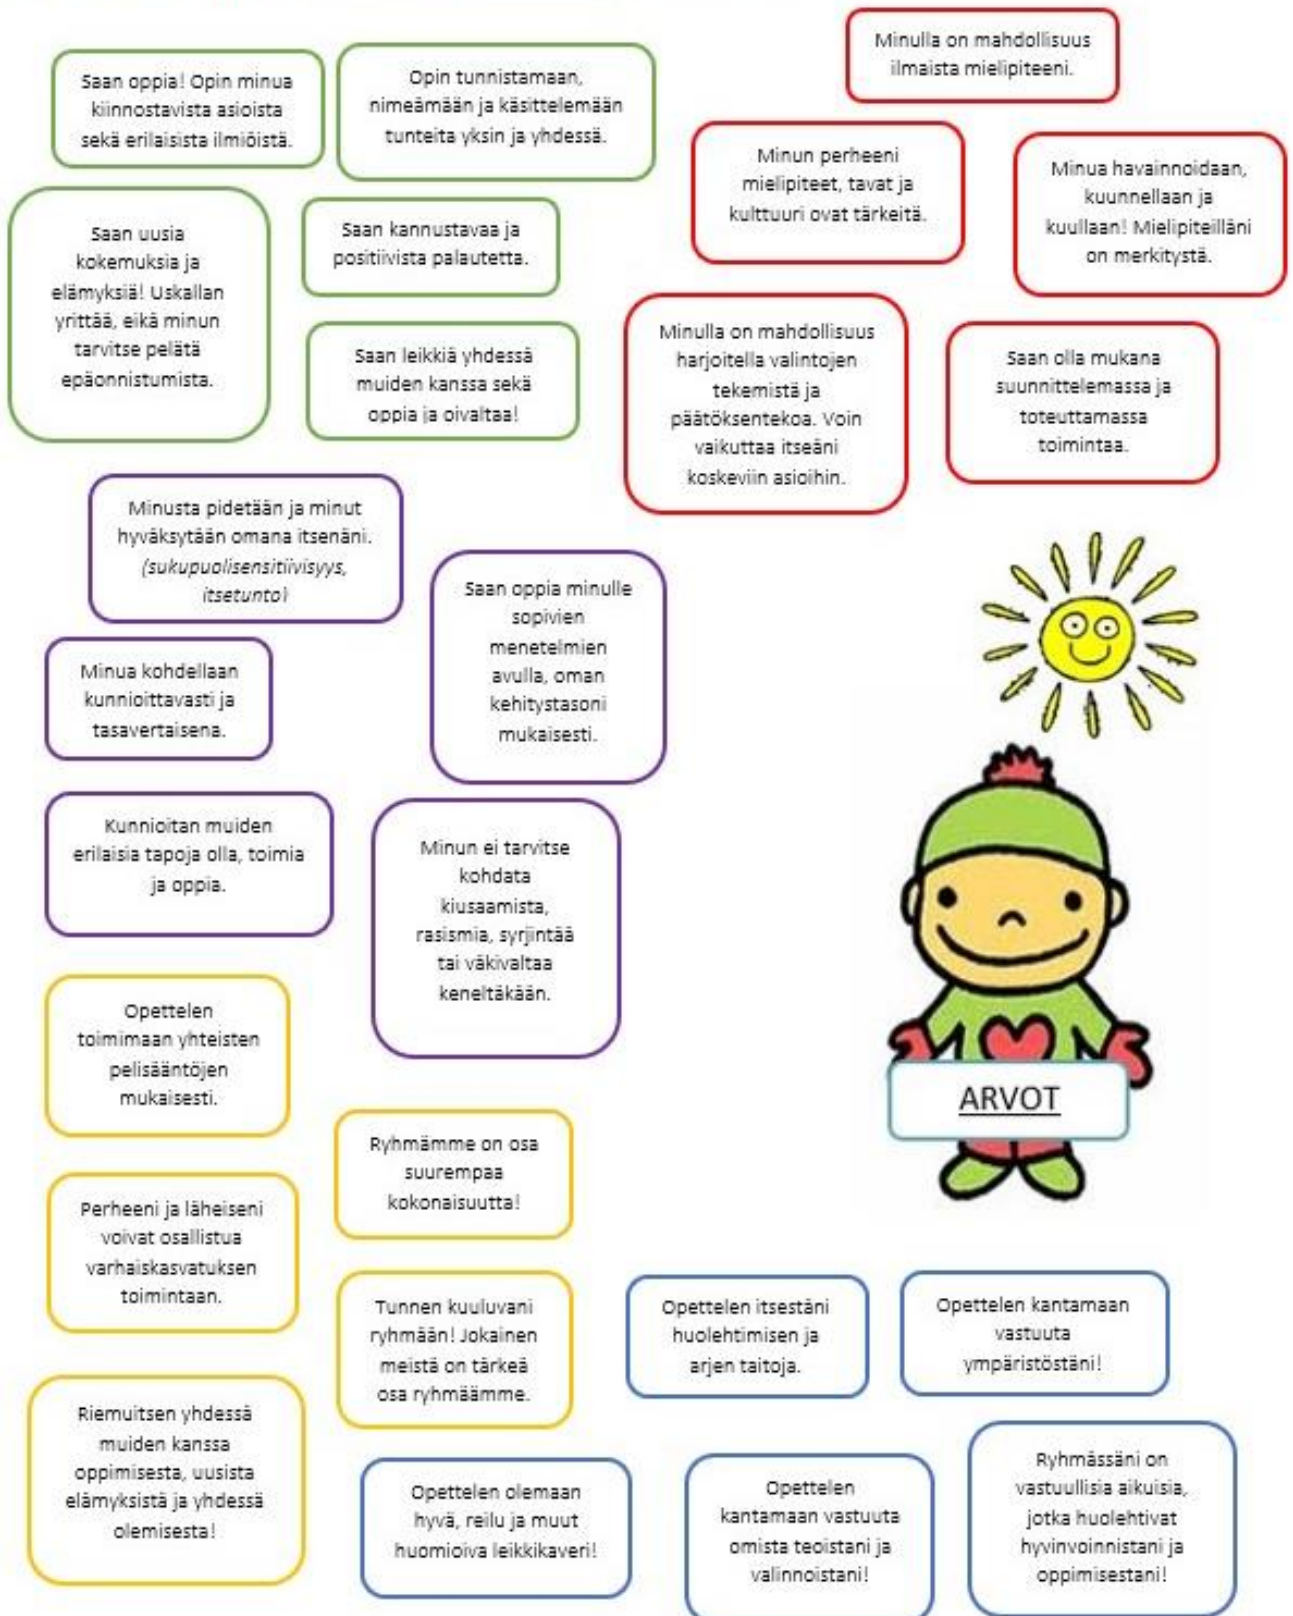 Saan oppia! Opin minua
kiinnostavista asioista
sekä erilaisista ilmiöistä.
Opin tunnistamaan,
nimeämään ja käsittelemään
tunteita yksin ja yhdessä.
Saan uusia
kokemuksia ja
elämyksiä! Uskallan
yrittää, eikä minun
tarvitse pelätä
epäonnistumista.
Saan kannustavaa ja
positiivista palautetta.
Saan leikkiä yhdessä
muiden kanssa sekä
oppia ja oivaltaa!
Minulla on mahdollisuus
ilmaista mielipiteeni.
Minun perheeni
mielipiteet, tavat ja
kulttuuri ovat tärkeitä.
Minua havainnoidaan,
kuunnellaan ja
kuullaan! Mielipiteilläni
on merkitystä.
Minulla on mahdollisuus
harjoitella valintojen
tekemistä ja
päätöksentekoa. Voin
vaikuttaa itseäni
koskeviin asioihin.
Saan olla mukana
suunnittelemassa ja
toteuttamassa
toimintaa.
Minusta pidetään ja minut
hyväksytään omana itsenäni.
(sukupuolisensitiivisyys,
itsetunto)
Saan oppia minulle
sopivien
menetelmien
avulla, oman
kehitystasoni
mukaisesti.
Minua kohdellaan
kunnioittavasti ja
tasavertaisena.
Kunnioitan muiden
erilaisia tapoja olla, toimia
ja oppia.
Minun ei tarvitse
kohdata
kiusaamista,
rasismia, syrjintää
tai väkivaltaa
keneltäkään.
ARVOT
Opettelen
toimimaan yhteisten
pelisääntöjen
mukaisesti.
Ryhmämme on osa
suurempaa
kokonaisuutta!
Perheeni ja läheiseni
voivat osallistua
varhaiskasvatuksen
toimintaan.
Tunnen kuuluvani
ryhmään! Jokainen
meistä on tärkeä
osa ryhmäämme.
Riemuitsen yhdessä
muiden kanssa
oppimisesta, uusista
elämyksistä ja yhdessä
olemisesta!
Opettelen itsestäni
huolehtimisen ja
arjen taitoja.
Opettelen kantamaan
vastuuta
ympäristöstäni!
Opettelen olemaan
hyvä, reilu ja muut
huomioiva leikkikaveri!
Opettelen
kantamaan vastuuta
omista teoistani ja
valinnoistani!
Ryhmässäni on
vastuullisia aikuisia,
jotka huolehtivat
hyvinvoinnistani ja
oppimisestani!